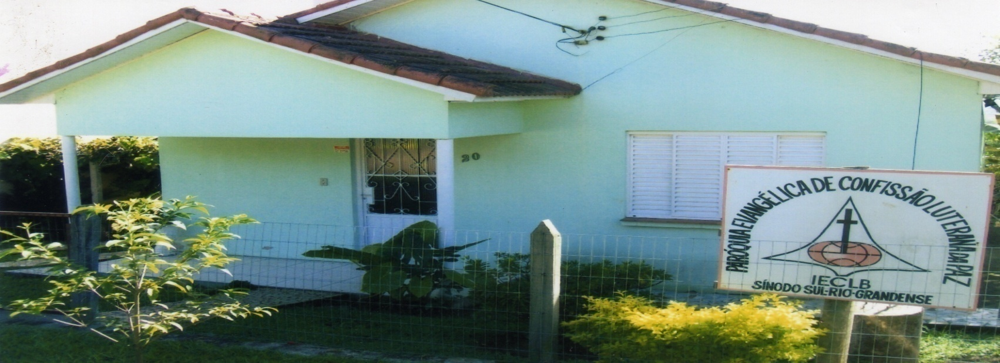 20
PARÓQUIA EVANGÉLICA DE CONFISSÃO LUTERANA DA PAZ
IECLB
SÍNODO SUL-RIO-GRANDENSE